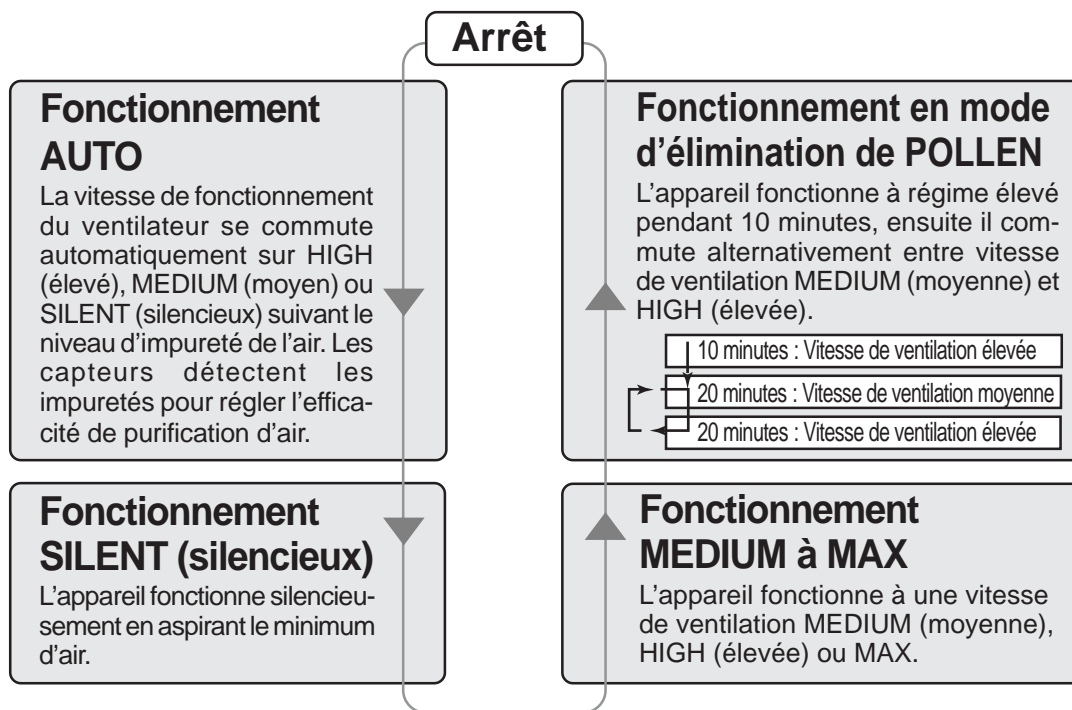 Arrêt
Fonctionnement
AUTO
La vitesse de fonctionnement
du ventilateur se commute
automatiquement sur HIGH
(élevé), MEDIUM (moyen) ou
SILENT (silencieux) suivant le
niveau d’impureté de l’air. Les
capteurs détectent les
impuretés pour régler l’effica-
cité de purification d’air.
Fonctionnement
SILENT (silencieux)
L’appareil fonctionne silencieu-
sement en aspirant le minimum
d’air.
Fonctionnement en mode
d’élimination de POLLEN
L’appareil fonctionne à régime élevé
pendant 10 minutes, ensuite il com-
mute alternativement entre vitesse
de ventilation MEDIUM (moyenne) et
HIGH (élevée).
10 minutes : Vitesse de ventilation élevée
20 minutes : Vitesse de ventilation moyenne
20 minutes : Vitesse de ventilation élevée
Fonctionnement
MEDIUM à MAX
L’appareil fonctionne à une vitesse
de ventilation MEDIUM (moyenne),
HIGH (élevée) ou MAX.